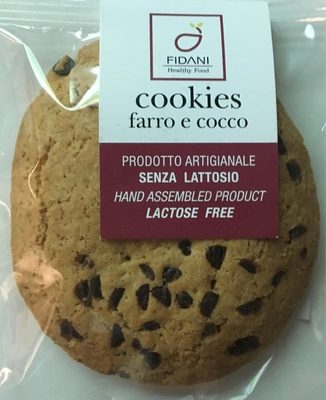 FIDANI
Healthy Food
cookies
farro e cocco
PRODOTTO ARTIGIANALE
SENZA LATTOSIO
HAND ASSEMBLED PRODUCT
LACTOSE FREE